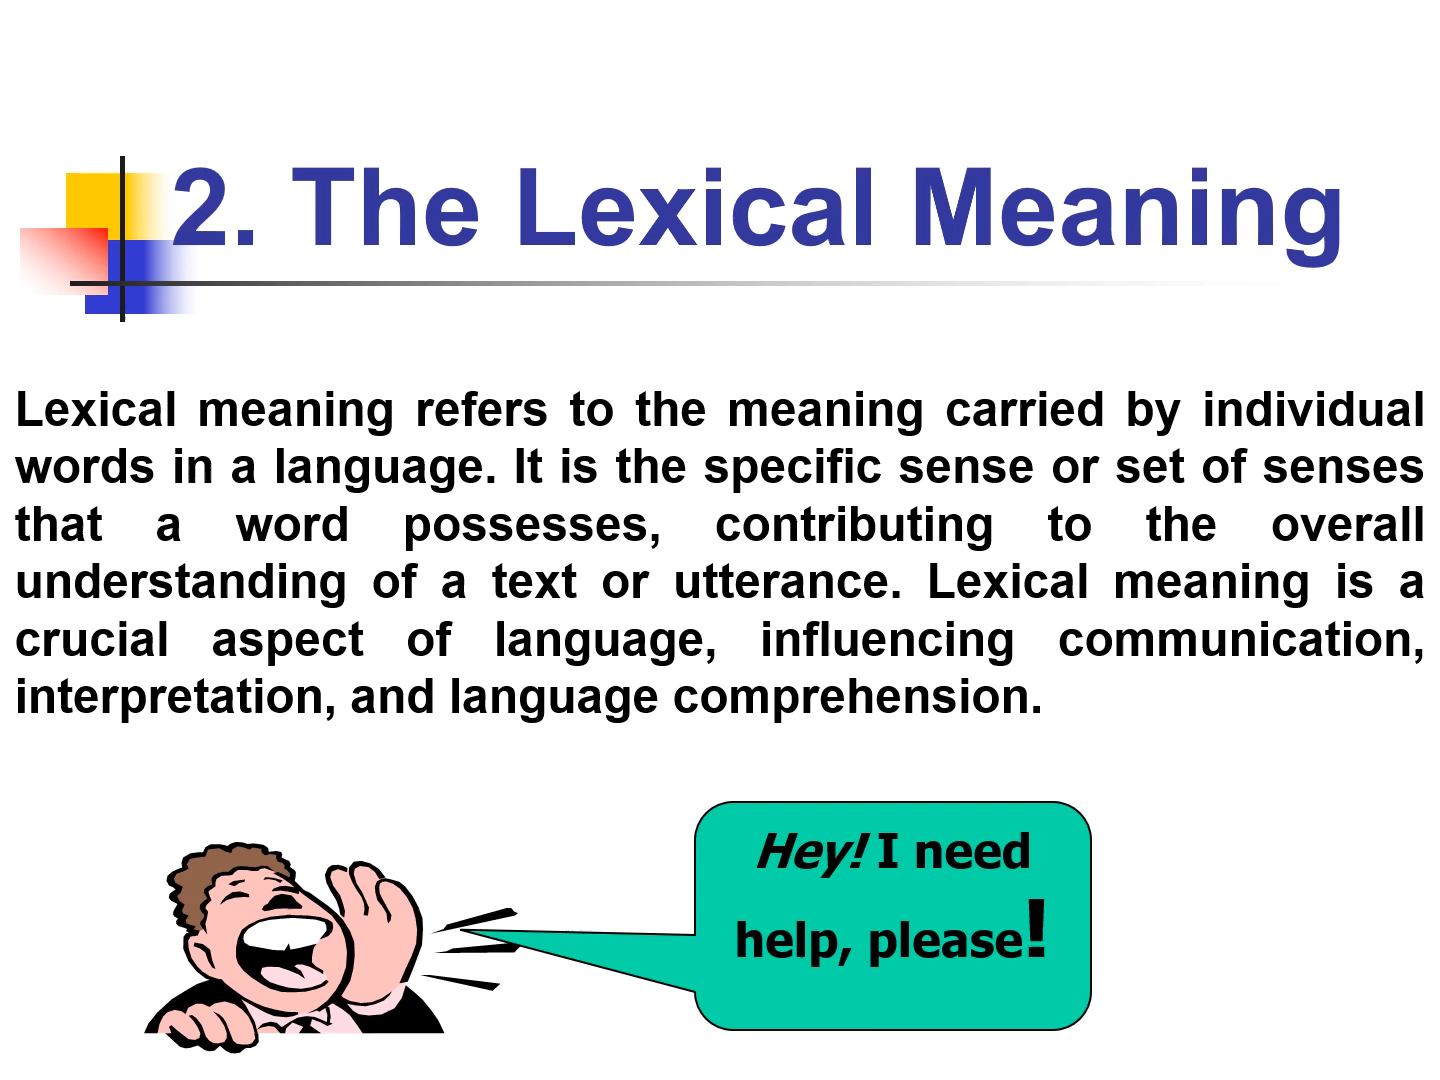 2. The Lexical Meaning
Lexical meaning refers to the meaning carried by individual
words in a language. It is the specific sense or set of senses
that a word possesses, contributing to the overall
understanding of a text or utterance. Lexical meaning is a
crucial aspect of language, influencing communication,
interpretation, and language comprehension.
Hey! I need
help, please!